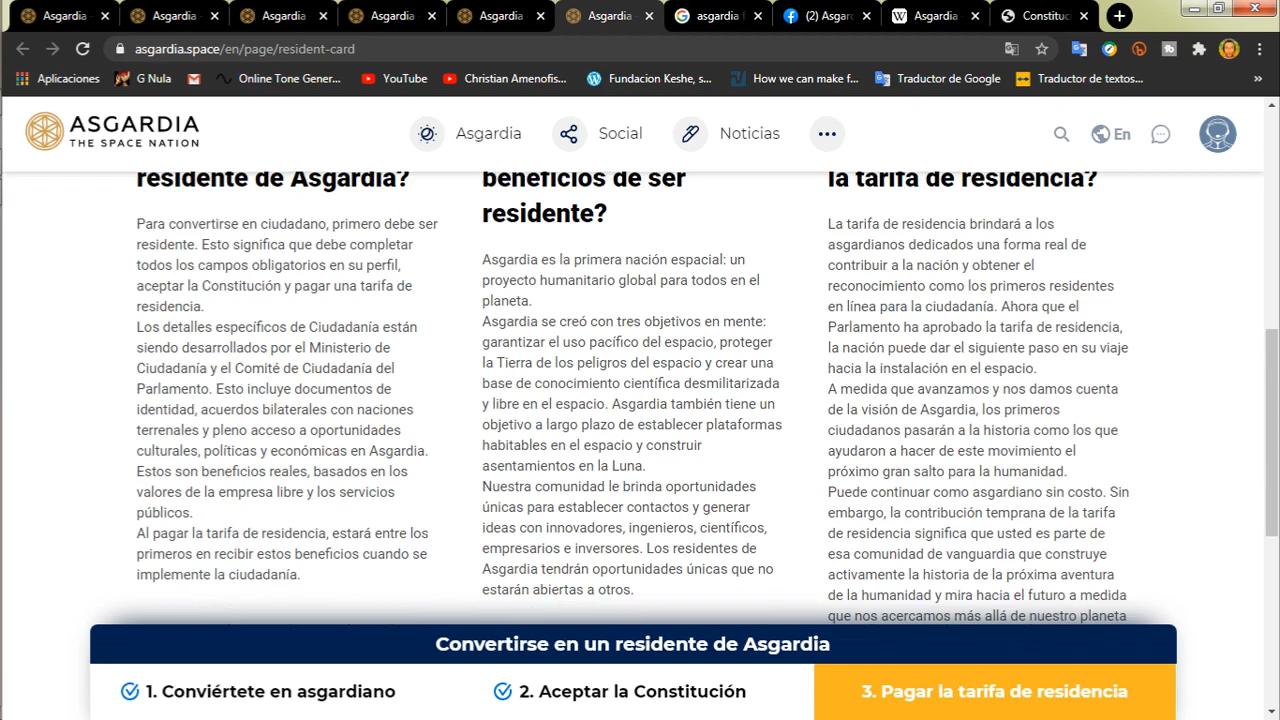 Asgardia
Asgardia
Asgardia
Asgardia
Asgardia
Asgardia
asgardia f
(2) Asgar
Asgardia
Constituc
asgardia.space/en/page/resident-card
Aplicaciones
G Nula
Online Tone Gener...
YouTube
Christian Amenofis...
Fundacion Keshe, s...
How we can make f...
Traductor de Google
Traductor de textos...
»
ASGARDIA
THE SPACE NATION
Asgardia
Social
Noticias
En
residente de Asgardia?
Para convertirse en ciudadano, primero debe ser
residente. Esto significa que debe completar
todos los campos obligatorios en su perfil,
aceptar la Constitución y pagar una tarifa de
residencia.
Los detalles específicos de Ciudadanía están
siendo desarrollados por el Ministerio de
Ciudadanía y el Comité de Ciudadanía del
Parlamento. Esto incluye documentos de
identidad, acuerdos bilaterales con naciones
terrenales y pleno acceso a oportunidades
culturales, políticas y económicas en Asgardia.
Estos son beneficios reales, basados en los
valores de la empresa libre y los servicios
públicos.
Al pagar la tarifa de residencia, estará entre los
primeros en recibir estos beneficios cuando se
implemente la ciudadanía.
beneficios de ser
residente?
Asgardia es la primera nación espacial: un
proyecto humanitario global para todos en el
planeta.
Asgardia se creó con tres objetivos en mente:
garantizar el uso pacífico del espacio, proteger
la Tierra de los peligros del espacio y crear una
base de conocimiento científica desmilitarizada
y libre en el espacio. Asgardia también tiene un
objetivo a largo plazo de establecer plataformas
habitables en el espacio y construir
asentamientos en la Luna.
Nuestra comunidad le brinda oportunidades
únicas para establecer contactos y generar
ideas con innovadores, ingenieros, científicos,
empresarios e inversores. Los residentes de
Asgardia tendrán oportunidades únicas que no
estarán abiertas a otros.
la tarifa de residencia?
La tarifa de residencia brindará a los
asgardianos dedicados una forma real de
contribuir a la nación y obtener el
reconocimiento como los primeros residentes
en línea para la ciudadanía. Ahora que el
Parlamento ha aprobado la tarifa de residencia,
la nación puede dar el siguiente paso en su viaje
hacia la instalación en el espacio.
A medida que avanzamos y nos damos cuenta
de la visión de Asgardia, los primeros
ciudadanos pasarán a la historia como los que
ayudaron a hacer de este movimiento el
próximo gran salto para la humanidad.
Puede continuar como asgardiano sin costo. Sin
embargo, la contribución temprana de la tarifa
de residencia significa que usted es parte de
esa comunidad de vanguardia que construye
activamente la historia de la próxima aventura
de la humanidad y mira hacia el futuro a medida
que nos acercamos más allá de nuestro planeta
Convertirse en un residente de Asgardia
1. Conviértete en asgardiano
2. Aceptar la Constitución
3. Pagar la tarifa de residencia